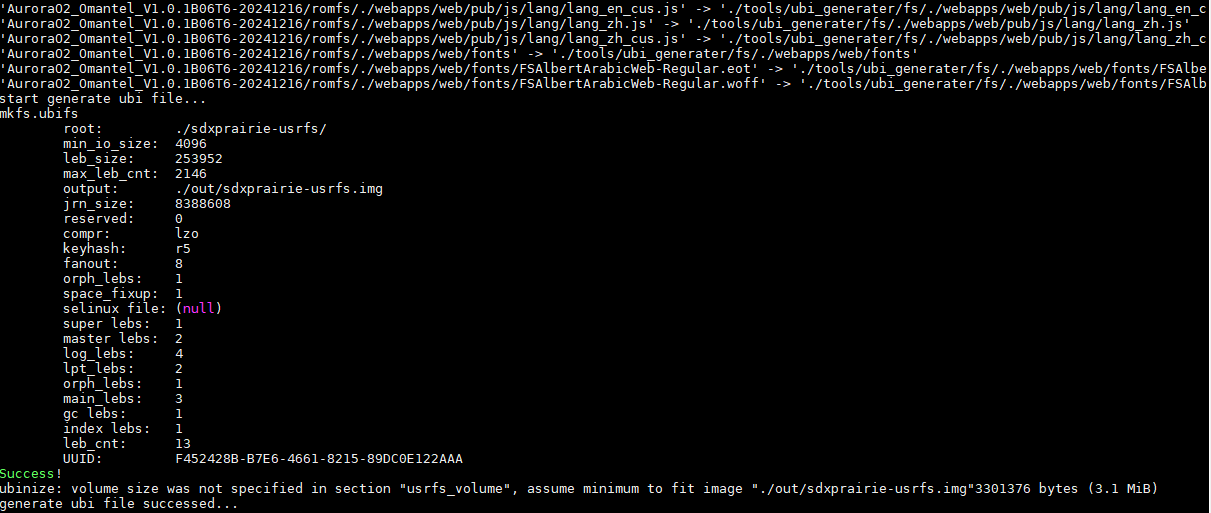 'AuroraO2_Omantel_V1.0.1B06T6-20241216/romfs/./webapps/web/pub/js/lang/lang_en_cus.js' -> './tools/ubi_generater/fs/./webapps/web/pub/js/lang/lang_en_c
'AuroraO2_Omantel_V1.0.1B06T6-20241216/romfs/./webapps/web/pub/js/lang/lang_zh.js' -> './tools/ubi_generater/fs/./webapps/web/pub/js/lang/lang_zh.js'
'AuroraO2_Omantel_V1.0.1B06T6-20241216/romfs/./webapps/web/pub/js/lang/lang_zh_cus.js' -> './tools/ubi_generater/fs/./webapps/web/pub/js/lang/lang_zh_c
'AuroraO2_Omantel_V1.0.1B06T6-20241216/romfs/./webapps/web/fonts' -> './tools/ubi_generater/fs/./webapps/web/fonts'
'AuroraO2_Omantel_V1.0.1B06T6-20241216/romfs/./webapps/web/fonts/FSAlbertArabicWeb-Regular.eot' -> './tools/ubi_generater/fs/./webapps/web/fonts/FSAlbe
'AuroraO2_Omantel_V1.0.1B06T6-20241216/romfs/./webapps/web/fonts/FSAlbertArabicWeb-Regular.woff' -> './tools/ubi_generater/fs/./webapps/web/fonts/FSAlb
start generate ubi file...
mkfs.ubifs
root: ./sdxprairie-usrfs/
min_io_size: 4096
leb_size: 253952
max_leb_cnt: 2146
output: ./out/sdxprairie-usrfs.img
jrn_size: 8388608
reserved: 0
compr: lzo
keyhash: r5
fanout: 8
orph_lebs: 1
space_fixup: 1
selinux file: (null)
super lebs: 1
master lebs: 2
log_lebs: 4
lpt_lebs: 2
orph_lebs: 1
main_lebs: 3
gc lebs: 1
index lebs: 1
leb_cnt: 13
UUID: F452428B-B7E6-4661-8215-89DC0E122AAA
Success!
ubinize: volume size was not specified in section "usrfs_volume", assume minimum to fit image "./out/sdxprairie-usrfs.img"3301376 bytes (3.1 MiB)
generate ubi file successed...